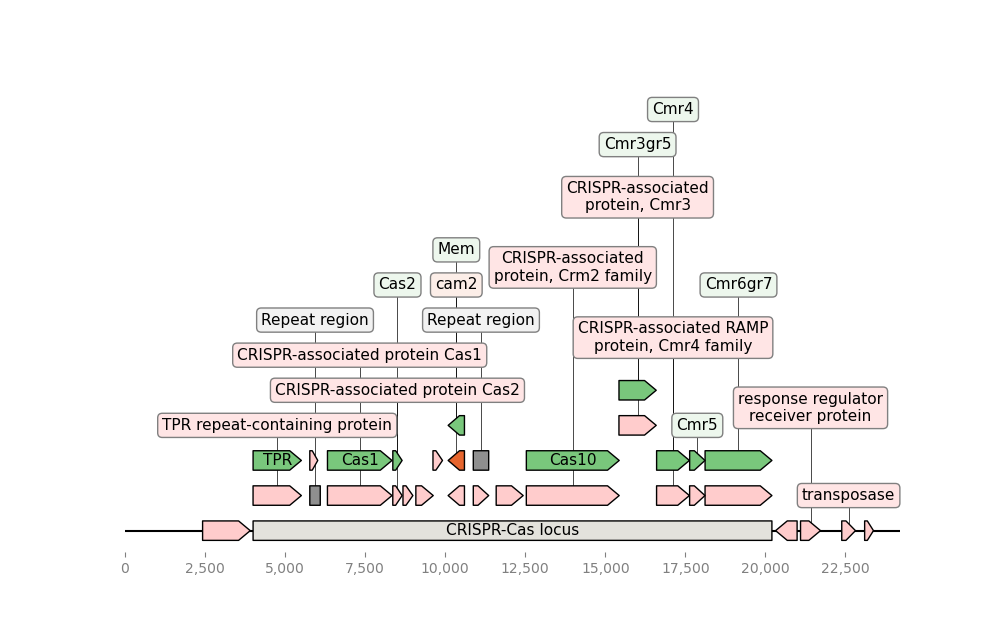 Cmr4
Cmr3gr5
CRISPR-associated
protein, Cmr3
Mem
CRISPR-associated
protein, Crm2 family
Cas2
cam2
Cmr6gr7
Repeat region
Repeat region
CRISPR-associated RAMP
protein, Cmr4 family
CRISPR-associated protein Cas1
CRISPR-associated protein Cas2
response regulator
receiver protein
TPR repeat-containing protein
Cmr5
TPR
Cas1
Cas10
transposase
CRISPR-Cas locus
0
2,500
5,000
7,500
10,000
12,500
15,000
17,500
20,000
22,500